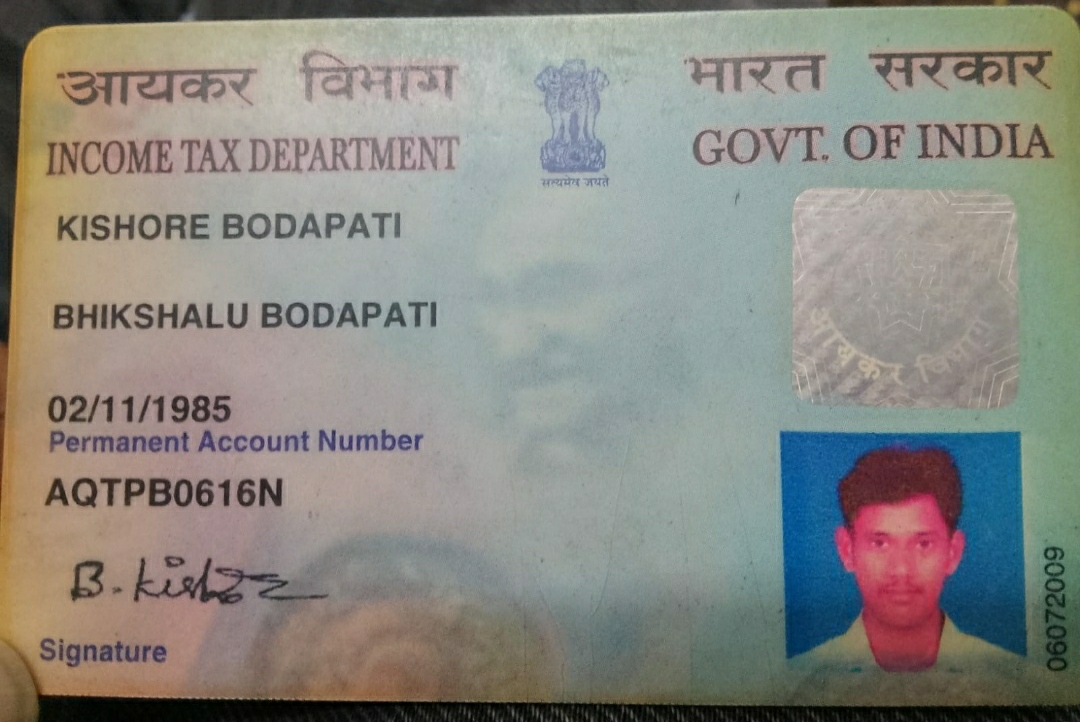 आयकर विभाग
भारत सरकार
INCOME TAX DEPARTMENT
GOVT. OF INDIA
सत्यमेव जयते
KISHORE BODAPATI
BHIKSHALU BODAPATI
02/11/1985
Permanent Account Number
AQTPB0616N
B. Kishore
Signature
आयकर विभाग
06072009